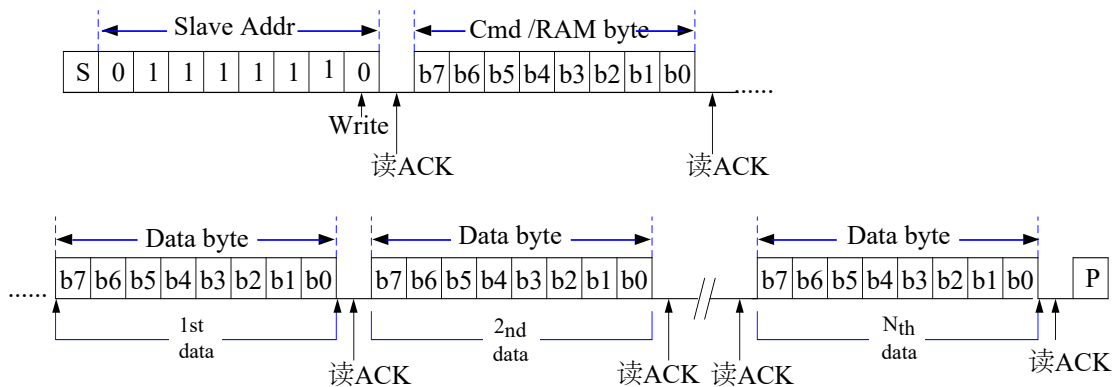 Slave Addr Cmd /RAM byte
S 0 1 1 1 1 1 1 0 b7 b6 b5 b4 b3 b2 b1 b0 ......
Write
读ACK 读ACK
Data byte Data byte Data byte
...... b7 b6 b5 b4 b3 b2 b1 b0 b7 b6 b5 b4 b3 b2 b1 b0 // b7 b6 b5 b4 b3 b2 b1 b0 P
1st 2nd Nth
data data data
读ACK 读ACK 读ACK 读ACK